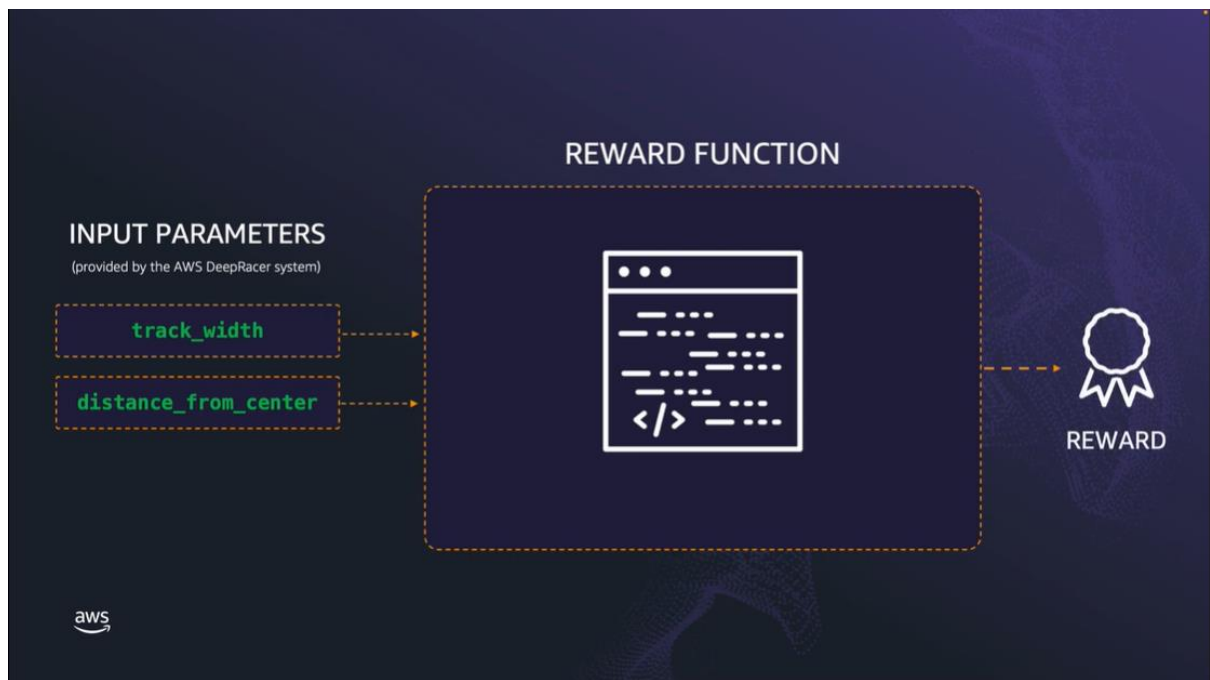 REWARD FUNCTION
INPUT PARAMETERS
(provided by the AWS DeepRacer system)
track_width
distance_from_center
</>
REWARD
aws